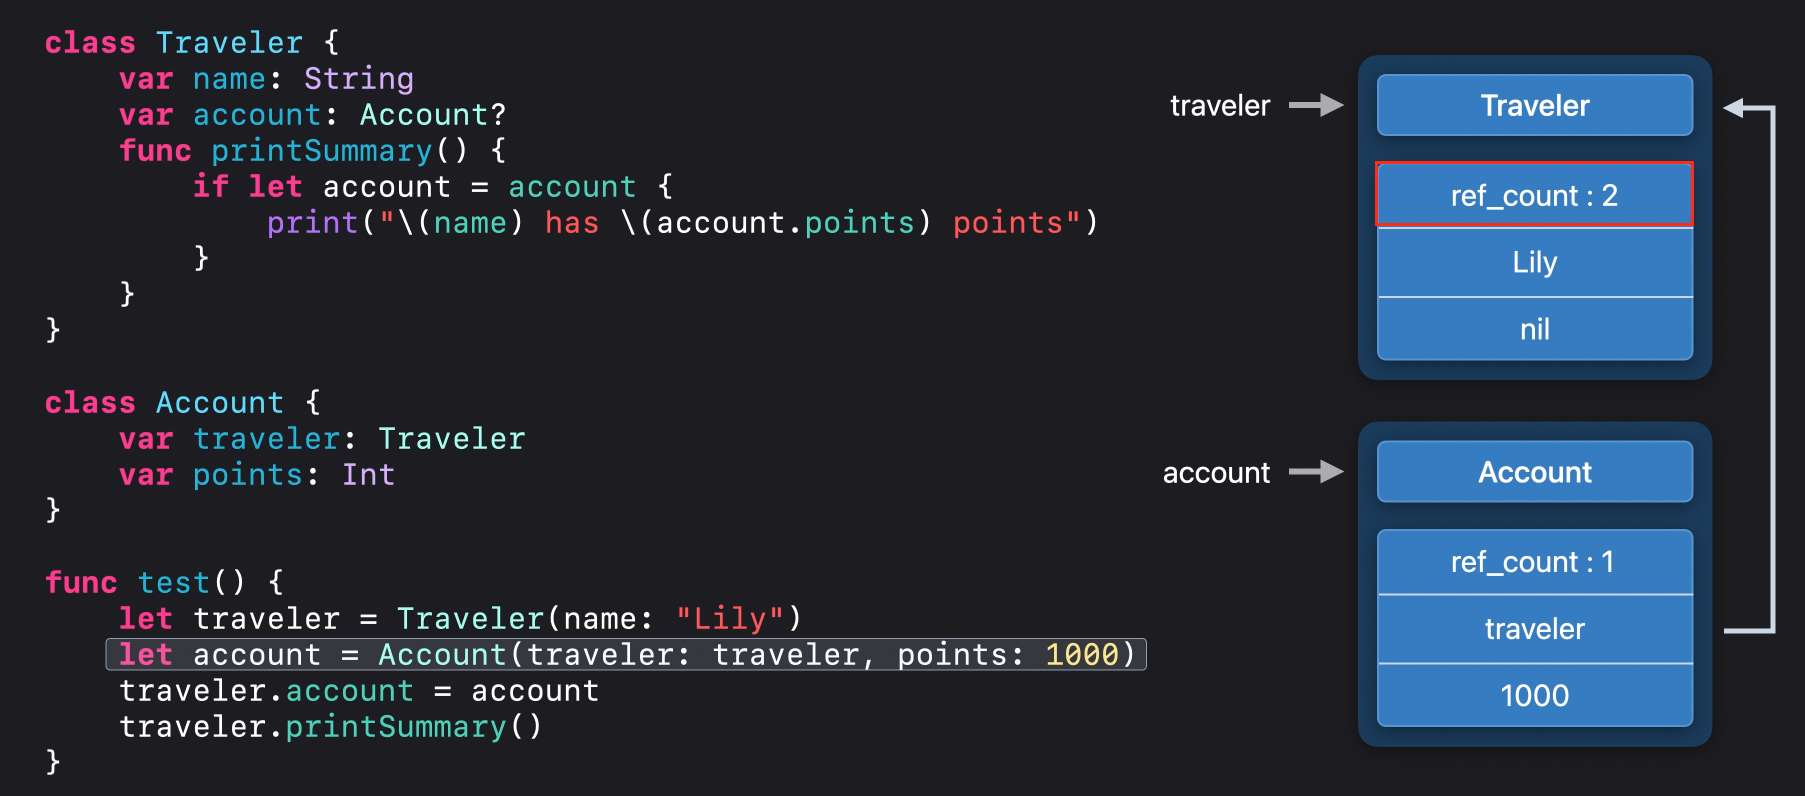 class Traveler {
    var name: String
    var account: Account?
    func printSummary() {
        if let account = account {
            print("\(name) has \(account.points) points")
        }
    }
}
class Account {
    var traveler: Traveler
    var points: Int
}
func test() {
    let traveler = Traveler(name: "Lily")
    let account = Account(traveler: traveler, points: 1000)
    traveler.account = account
    traveler.printSummary()
}
traveler
Traveler
ref_count : 2
Lily
nil
account
Account
ref_count : 1
traveler
1000